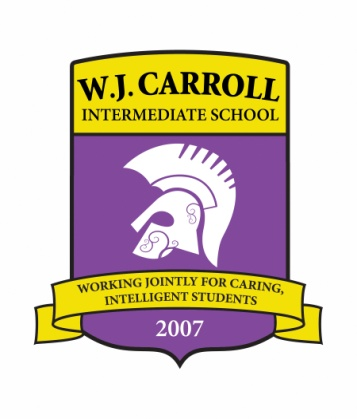 W.J. CARROLL
INTERMEDIATE SCHOOL
WORKING JOINTLY FOR CARING,
INTELLIGENT STUDENTS
2007